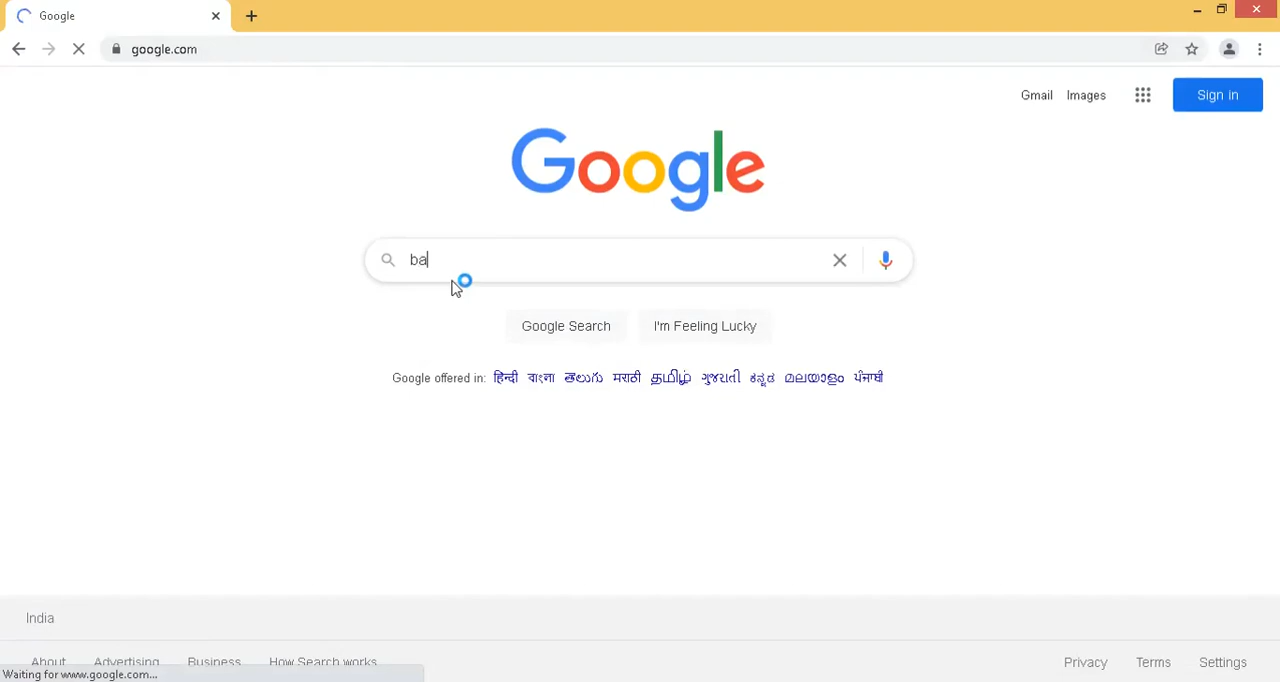 Google
google.com
Gmail Images Sign in
Google
ba
Google Search I'm Feeling Lucky
Google offered in: हिन्दी বাংলা తెలుగు मराठी தமிழ் ગુજરાતી ಕನ್ನಡ മലയാളം ਪੰਜਾਬੀ
India
About Advertising Business How Search works Privacy Terms Settings
Waiting for www.google.com...